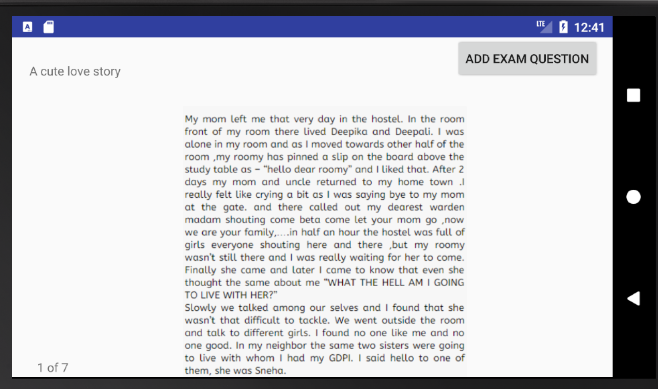 A
LTE 12:41
ADD EXAM QUESTION
A cute love story
My mom left me that very day in the hostel. In the room
front of my room there lived Deepika and Deepali. I was
alone in my room and as I moved towards other half of the
room ,my roomy has pinned a slip on the board above the
study table as – "hello dear roomy" and I liked that. After 2
days my mom and uncle returned to my home town .I
really felt like crying a bit as I was saying bye to my mom
at the gate. and there called out my dearest warden
madam shouting come beta come let your mom go ,now
we are your family,....in half an hour the hostel was full of
girls everyone shouting here and there ,but my roomy
wasn't still there and I was really waiting for her to come.
Finally she came and later I came to know that even she
thought the same about me "WHAT THE HELL AM I GOING
TO LIVE WITH HER?"
Slowly we talked among our selves and I found that she
wasn't that difficult to tackle. We went outside the room
and talk to different girls. I found no one like me and no
one good. In my neighbor the same two sisters were going
to live with whom I had my GDPI. I said hello to one of
them, she was Sneha.
1 of 7